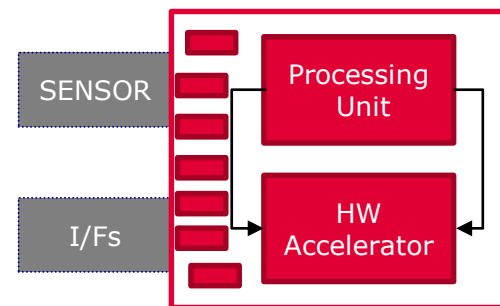 SENSOR
Processing
Unit
I/Fs
HW
Accelerator